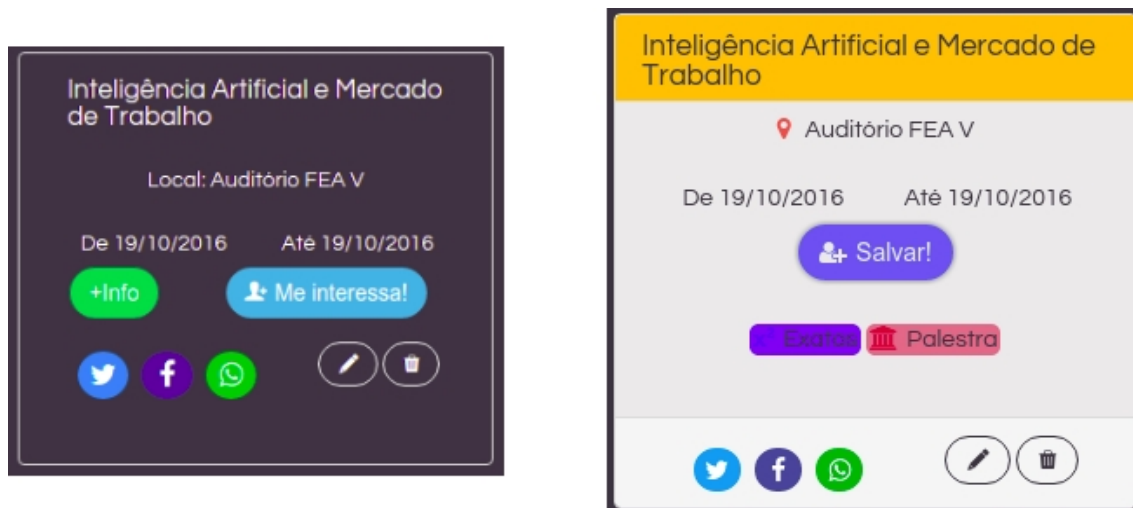 Inteligência Artificial e Mercado
de Trabalho
Local: Auditório FEA V
De 19/10/2016 Até 19/10/2016
+Info Me interessa!
Inteligência Artificial e Mercado de
Trabalho
Auditório FEA V
De 19/10/2016 Até 19/10/2016
Salvar!
Exatas Palestra